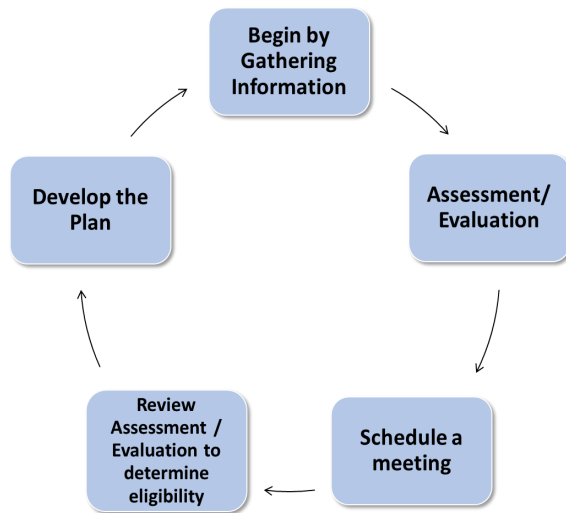 Begin by
Gathering
Information
Assessment/
Evaluation
Schedule a
meeting
Review
Assessment /
Evaluation to
determine
eligibility
Develop the
Plan